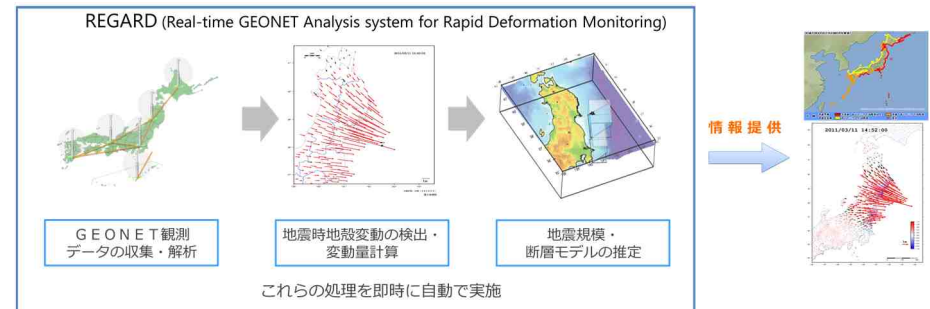 REGARD (Real-time GEONET Analysis system for Rapid Deformation Monitoring)
ＧＥＯＮＥＴ観測
データの収集・解析
地震時地殻変動の検出・
変動量計算
地震規模・
断層モデルの推定
これらの処理を即時に自動で実施
情報提供
2011/03/11 14:52:00